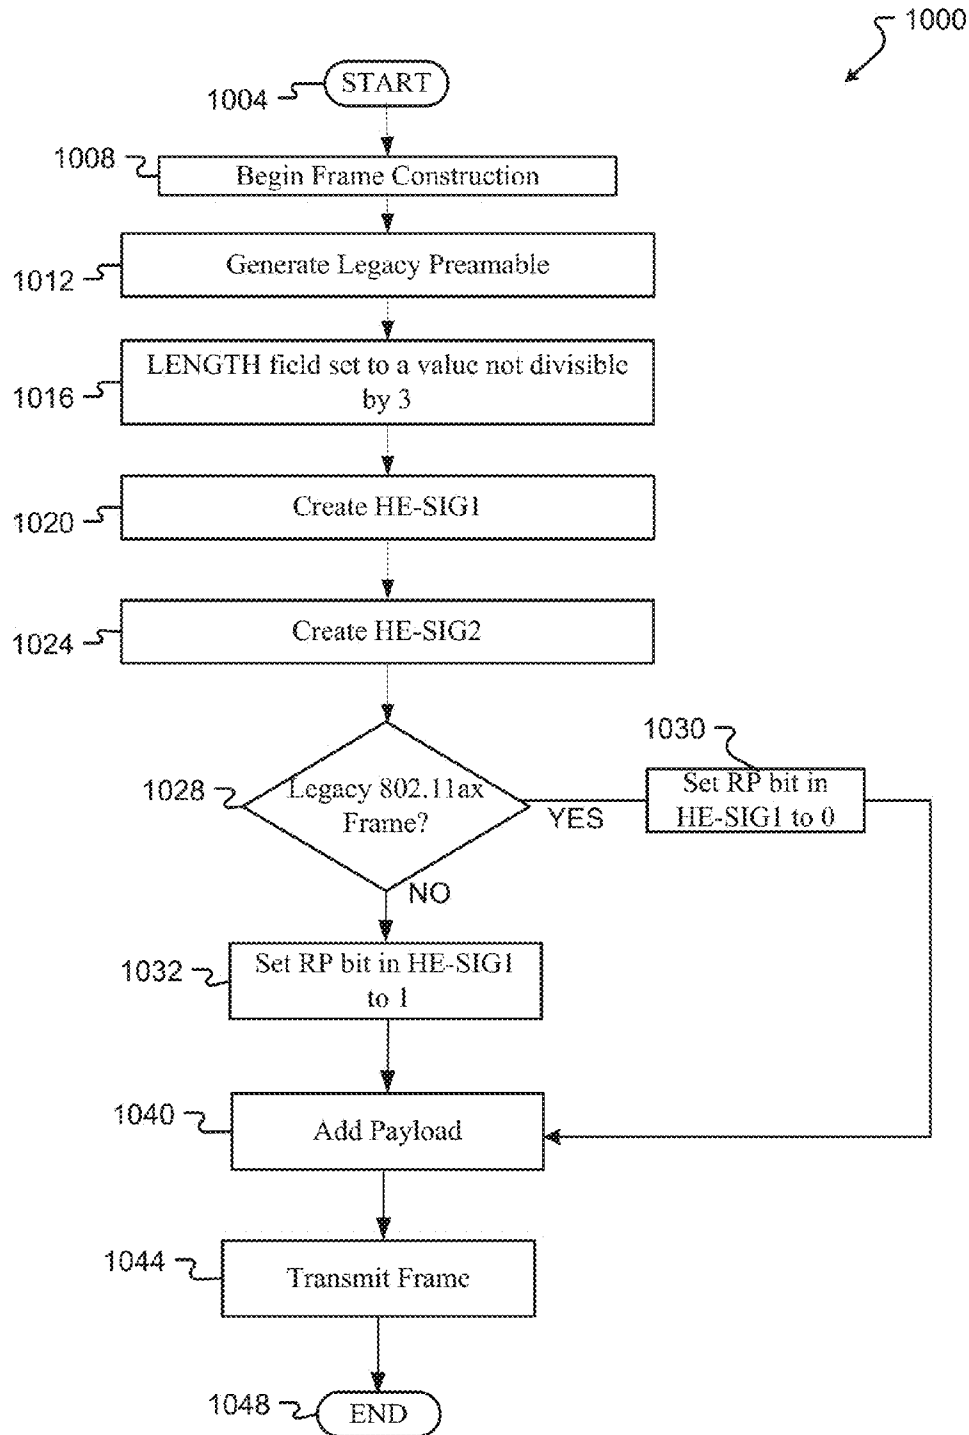 1000
1004
START
1008
Begin Frame Construction
1012
Generate Legacy Preamable
1016
LENGTH field set to a value not divisible
by 3
1020
Create HE-SIG1
1024
Create HE-SIG2
1028
Legacy 802.11ax
Frame?
YES
1030
Set RP bit in
HE-SIG1 to 0
NO
1032
Set RP bit in HE-SIG1
to 1
1040
Add Payload
1044
Transmit Frame
1048
END